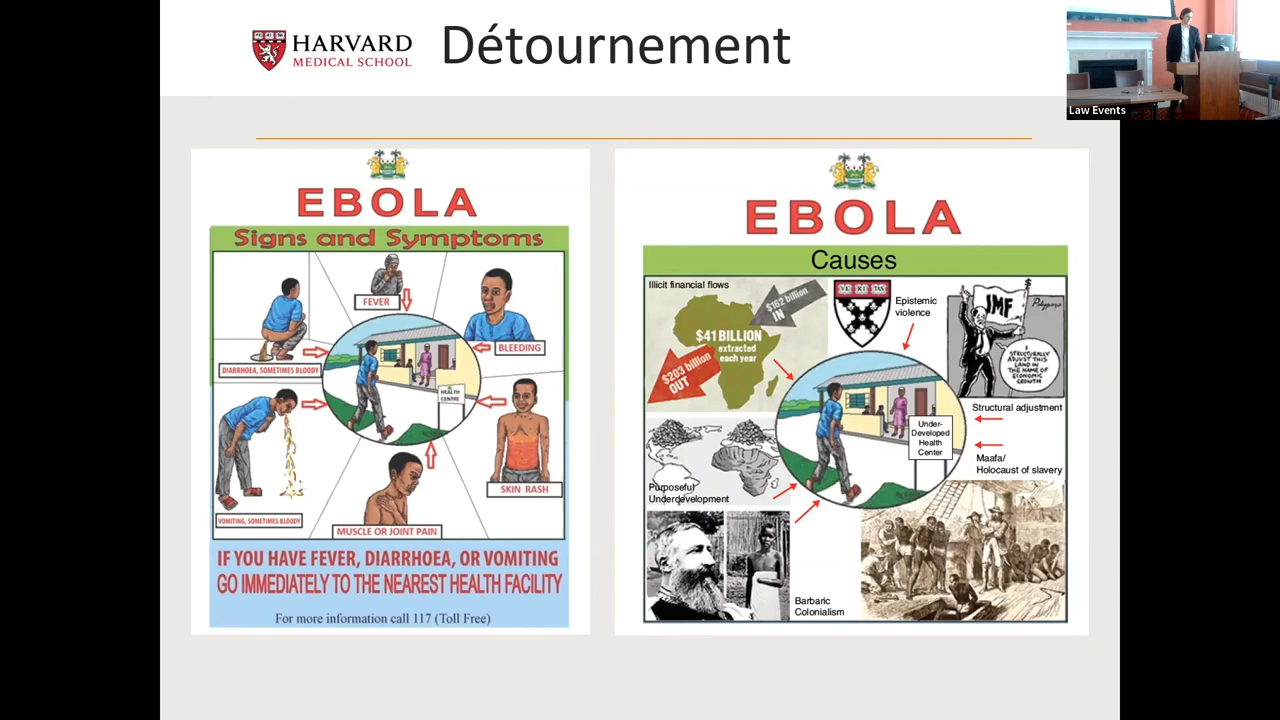 HARVARD
MEDICAL SCHOOL
Détournement
Law Events
EBOLA
Signs and Symptoms
FEVER
BLEEDING
DIARRHOEA, SOMETIMES BLOODY
HEALTH
CENTRE
SKIN RASH
VOMITING, SOMETIMES BLOODY
MUSCLE OR JOINT PAIN
IF YOU HAVE FEVER, DIARRHOEA, OR VOMITING
GO IMMEDIATELY TO THE NEAREST HEALTH FACILITY
For more information call 117 (Toll Free)
EBOLA
Causes
Illicit financial flows
$162 billion
IN
$41 BILLION
extracted
each year
$203 billion
OUT
VE RI TAS
Epistemic
violence
$
IMF
I
STRUCTURALLY
ADJUST THIS
LAND IN THE
NAME OF
ECONOMIC
GROWTH
Structural adjustment
Under-
Developed
Health
Center
Maafa/
Holocaust of slavery
Purposeful
Underdevelopment
Barbaric
Colonialism